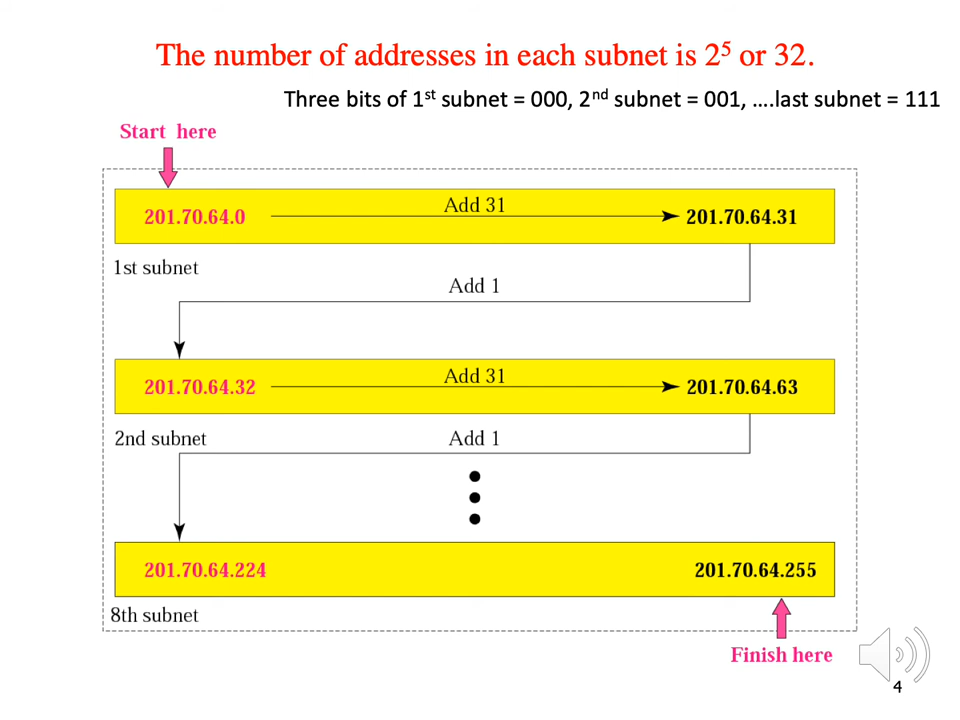 The number of addresses in each subnet is 2⁵ or 32.
Three bits of 1ˢᵗ subnet = 000, 2ⁿᵈ subnet = 001, ....last subnet = 111
Start here
201.70.64.0 Add 31 201.70.64.31
1st subnet
Add 1
201.70.64.32 Add 31 201.70.64.63
2nd subnet Add 1
201.70.64.224 201.70.64.255
8th subnet
Finish here
4